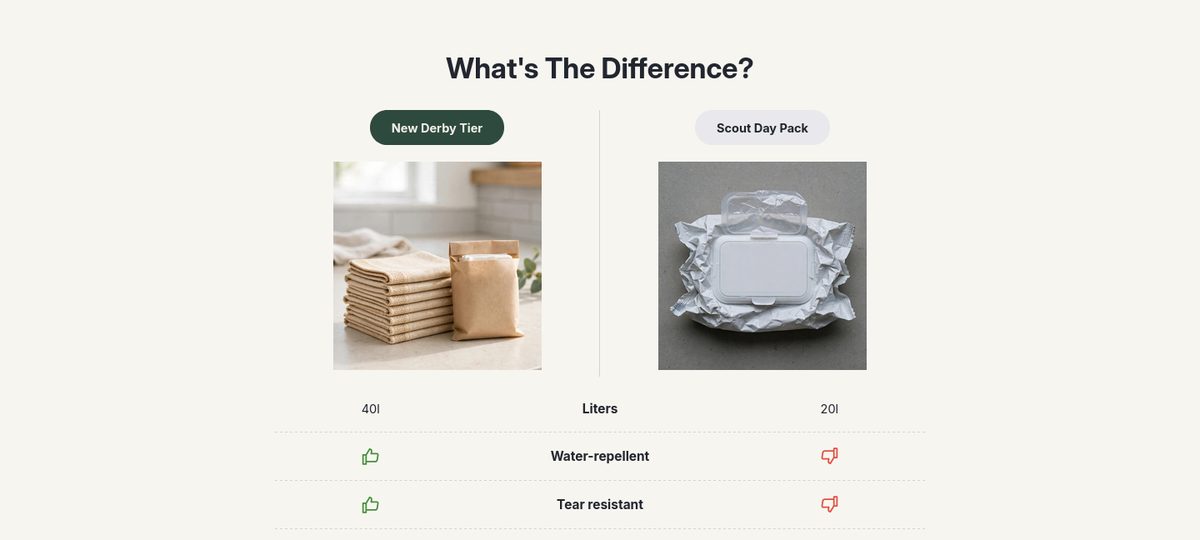 What's The Difference?
New Derby Tier
Scout Day Pack
40l Liters 20l
Water-repellent
Tear resistant